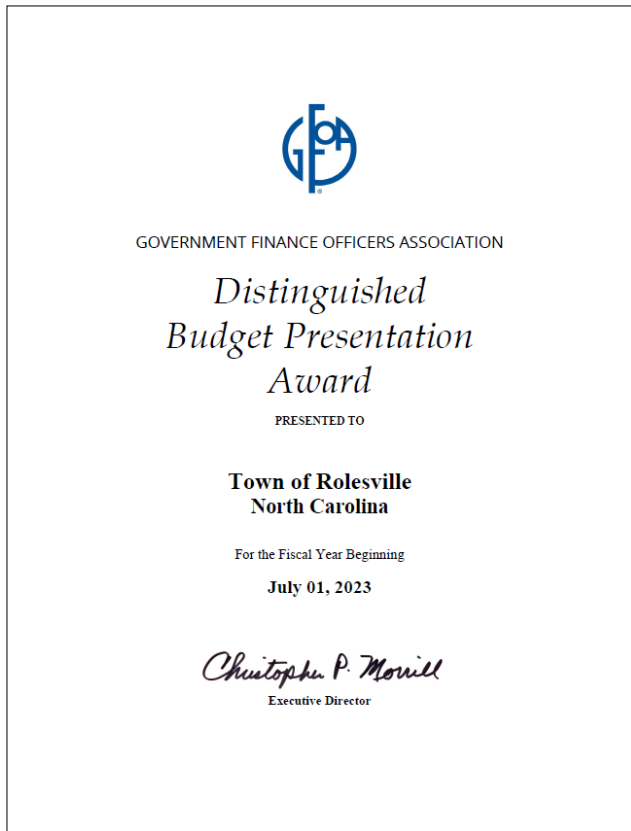 GFOA
®
GOVERNMENT FINANCE OFFICERS ASSOCIATION
Distinguished
Budget Presentation
Award
PRESENTED TO
Town of Rolesville
North Carolina
For the Fiscal Year Beginning
July 01, 2023
Christopher P. Morrill
Executive Director